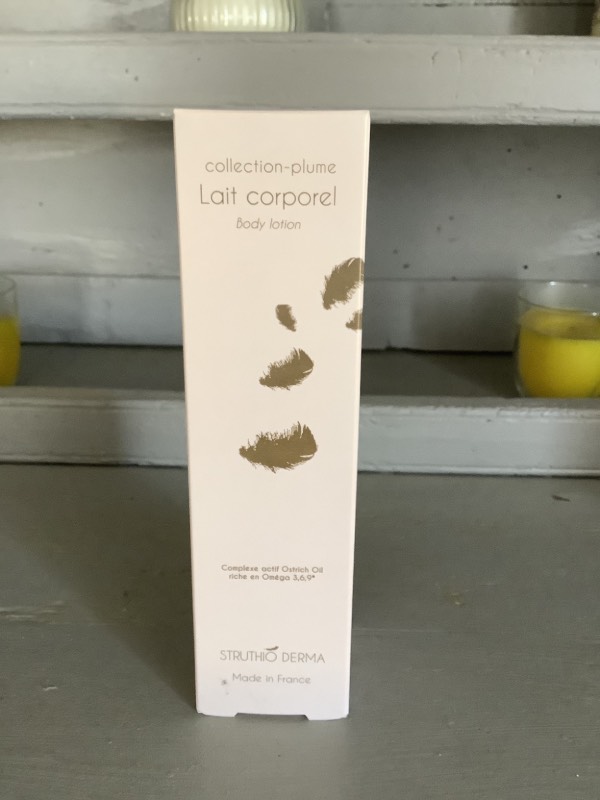 collection-plume
Lait corporel
Body lotion
Complexe actif Ostrich Oil
riche en Oméga 3,6,9*
STRUTHIO DERMA
Made in France